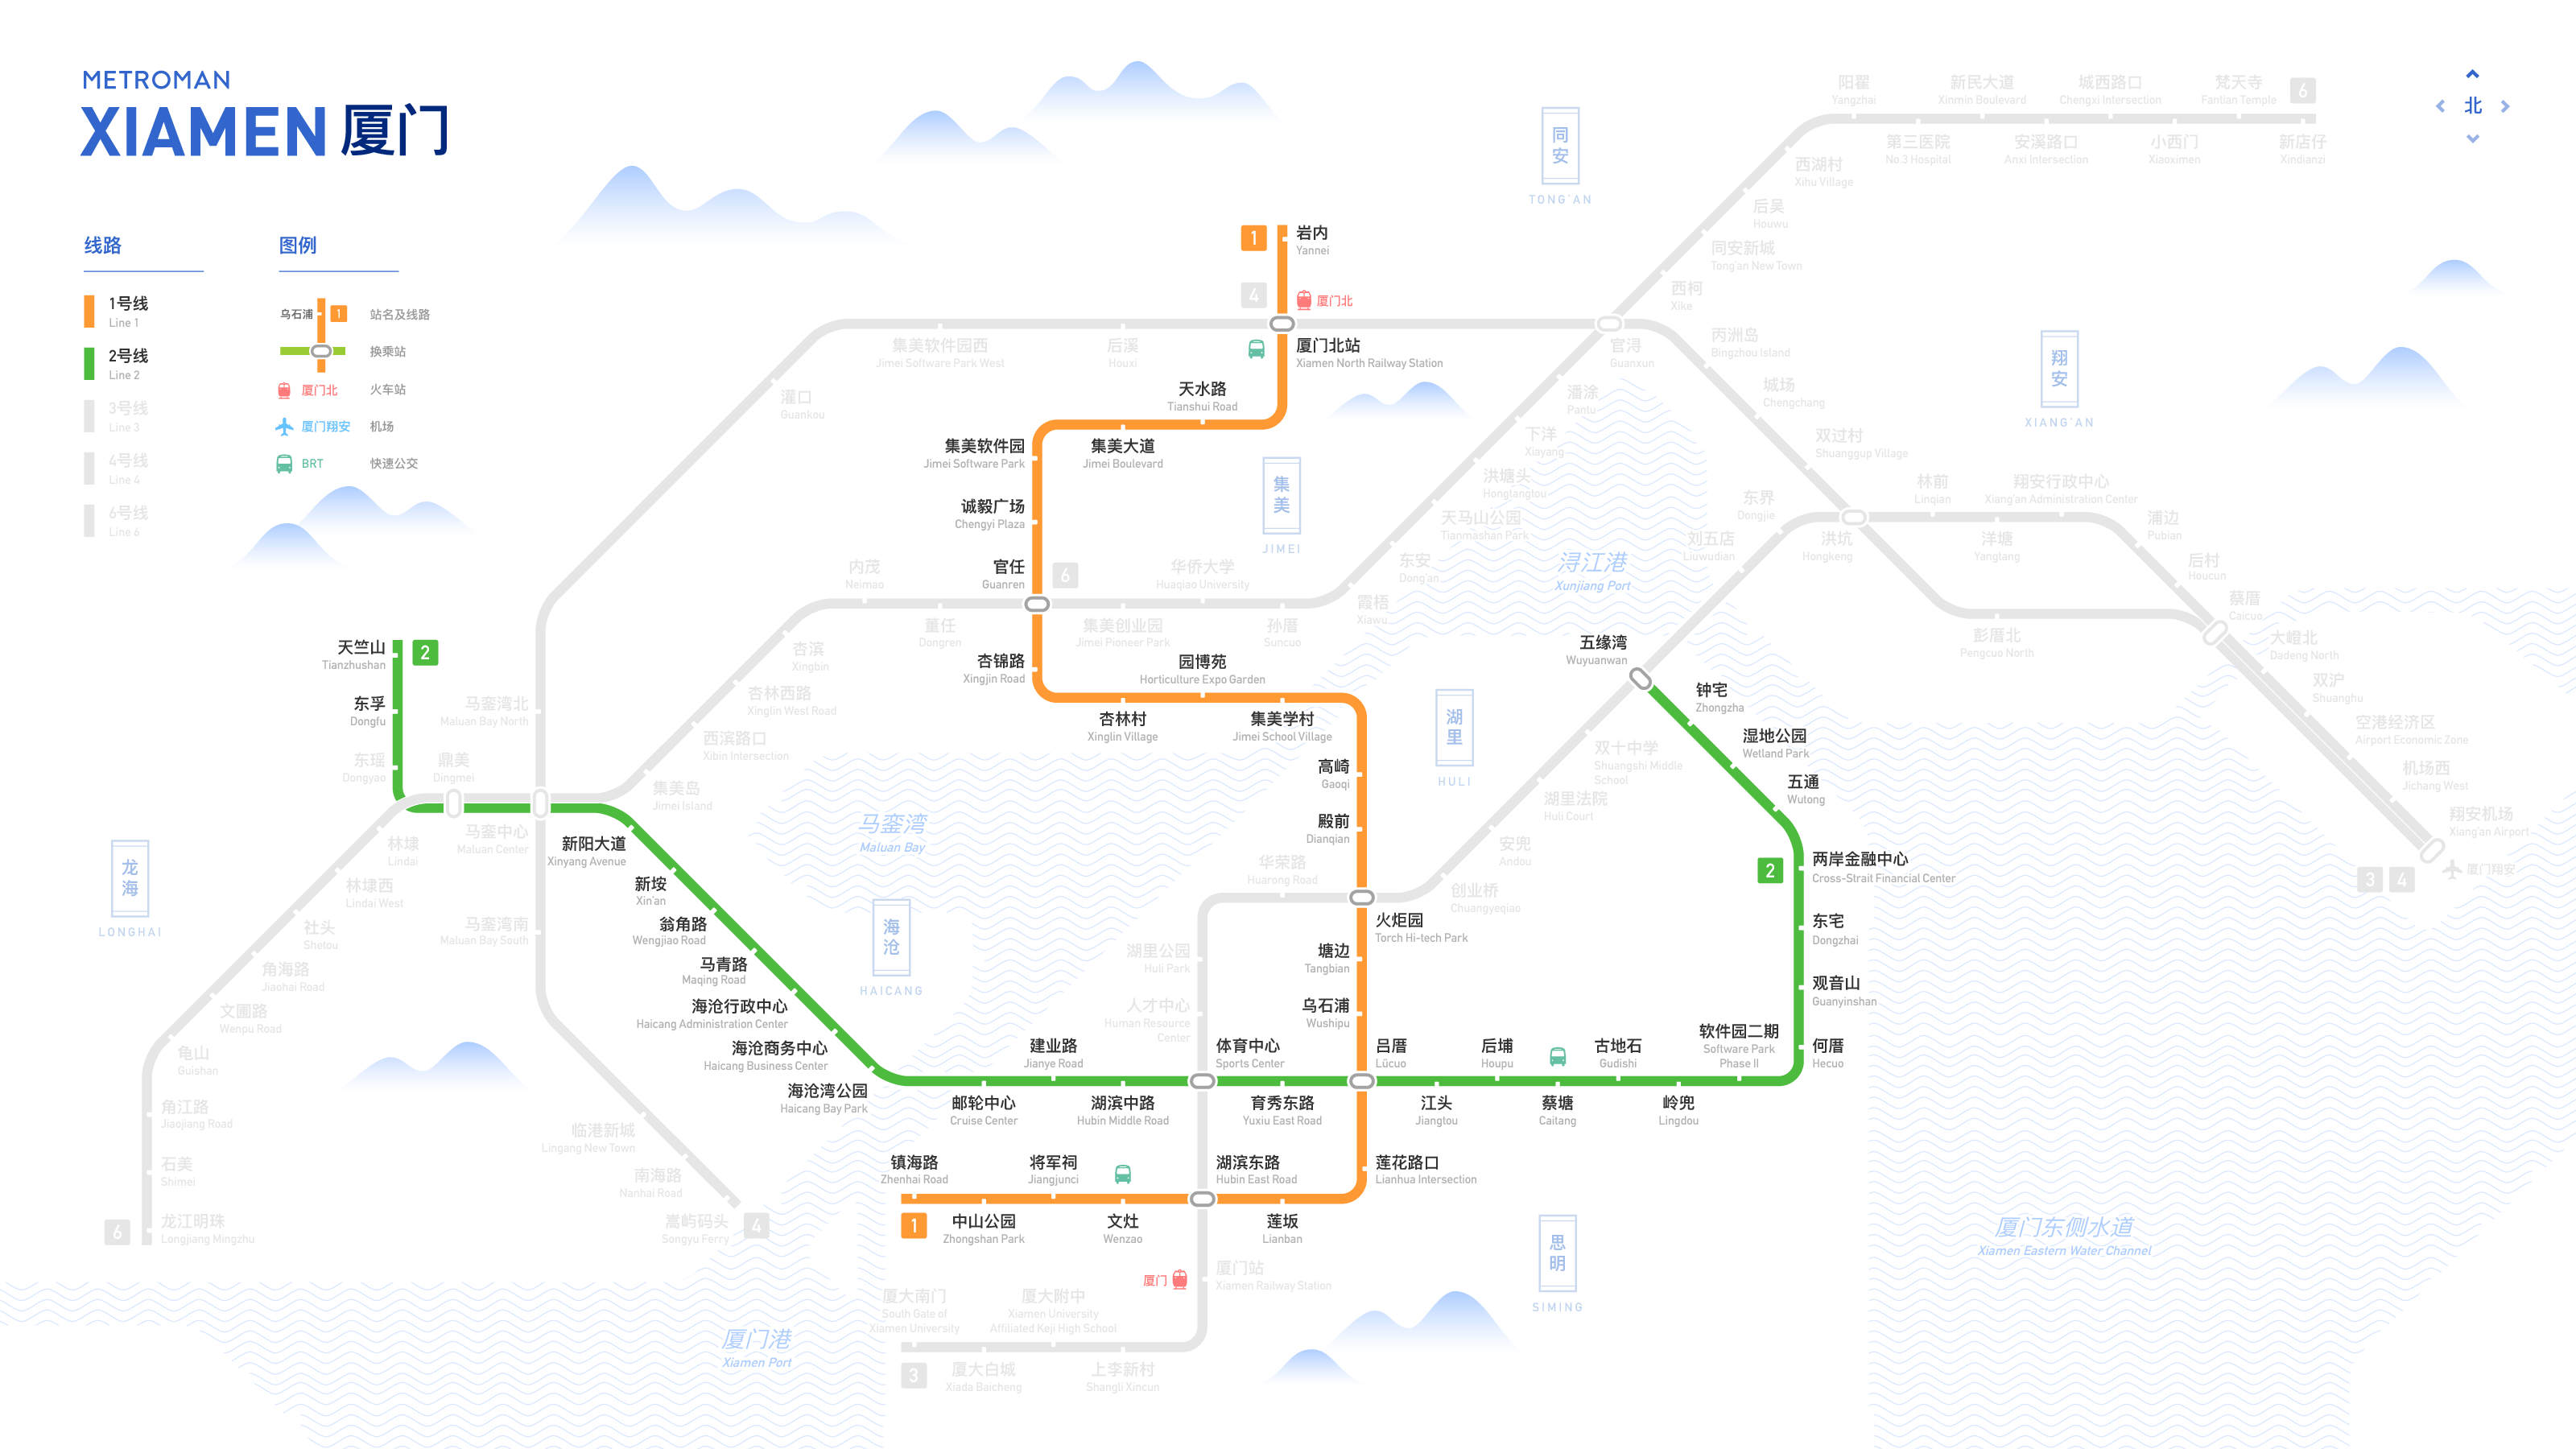 METROMAN
XIAMEN 厦门
线路
1号线
Line 1
2号线
Line 2
3号线
Line 3
4号线
Line 4
6号线
Line 6
图例
乌石浦
1
站名及线路
换乘站
厦门北
火车站
厦门翔安
机场
BRT
快速公交
北
同安
TONG'AN
翔安
XIANG'AN
集美
JIMEI
湖里
HULI
海沧
HAICANG
龙海
LONGHAI
思明
SIMING
浔江港
Xunjiang Port
马銮湾
Maluan Bay
厦门港
Xiamen Port
厦门东侧水道
Xiamen Eastern Water Channel
1
岩内
Yannei
4
厦门北
厦门北站
Xiamen North Railway Station
天水路
Tianshui Road
集美大道
Jimei Boulevard
集美软件园
Jimei Software Park
诚毅广场
Chengyi Plaza
官任
Guanren
6
杏锦路
Xingjin Road
园博苑
Horticulture Expo Garden
杏林村
Xinglin Village
集美学村
Jimei School Village
高崎
Gaoqi
殿前
Dianqian
火炬园
Torch Hi-tech Park
塘边
Tangbian
乌石浦
Wushipu
吕厝
Lücuo
莲花路口
Lianhua Intersection
莲坂
Lianban
湖滨东路
Hubin East Road
文灶
Wenzao
将军祠
Jiangjunci
中山公园
Zhongshan Park
镇海路
Zhenhai Road
1
天竺山
Tianzhushan
2
东孚
Dongfu
东瑶
Dongyao
鼎美
Dingmei
马銮中心
Maluan Center
新阳大道
Xinyang Avenue
新垵
Xin'an
翁角路
Wengjiao Road
马青路
Maqing Road
海沧行政中心
Haicang Administration Center
海沧商务中心
Haicang Business Center
海沧湾公园
Haicang Bay Park
邮轮中心
Cruise Center
建业路
Jianye Road
湖滨中路
Hubin Middle Road
体育中心
Sports Center
育秀东路
Yuxiu East Road
江头
Jiangtou
后埔
Houpu
蔡塘
Caitang
古地石
Gudishi
岭兜
Lingdou
软件园二期
Software Park
Phase II
何厝
Hecuo
观音山
Guanyinshan
东宅
Dongzhai
两岸金融中心
Cross-Strait Financial Center
2
五通
Wutong
湿地公园
Wetland Park
钟宅
Zhongzha
五缘湾
Wuyuanwan
3
厦大南门
South Gate of
Xiamen University
厦大白城
Xiada Baicheng
厦大附中
Xiamen University
Affiliated Keji High School
上李新村
Shangli Xincun
厦门
厦门站
Xiamen Railway Station
人才中心
Human Resource
Center
湖里公园
Huli Park
华荣路
Huarong Road
创业桥
Chuangyeqiao
安兜
Andou
湖里法院
Huli Court
双十中学
Shuangshi Middle
School
刘五店
Liuwudian
东界
Dongjie
洪坑
Hongkeng
林前
Linqian
洋塘
Yangtang
翔安行政中心
Xiang'an Administration Center
浦边
Pubian
后村
Houcun
蔡厝
Caicuo
大嶝北
Dadeng North
双沪
Shuanghu
空港经济区
Airport Economic Zone
机场西
Jichang West
翔安机场
Xiang'an Airport
厦门翔安
3
4
彭厝北
Pengcuo North
双过村
Shuanggup Village
城场
Chengchang
丙洲岛
Bingzhou Island
官浔
Guanxun
后溪
Houxi
集美软件园西
Jimei Software Park West
灌口
Guankou
马銮湾北
Maluan Bay North
马銮湾南
Maluan Bay South
临港新城
Lingang New Town
南海路
Nanhai Road
嵩屿码头
Songyu Ferry
4
6
新店仔
Xindianzi
梵天寺
Fantian Temple
小西门
Xiaoximen
城西路口
Chengxi Intersection
安溪路口
Anxi Intersection
新民大道
Xinmin Boulevard
第三医院
No.3 Hospital
阳翟
Yangzhai
西湖村
Xihu Village
后吴
Houwu
同安新城
Tong'an New Town
西柯
Xike
潘涂
Pantu
下洋
Xiayang
洪塘头
Hongtangtou
天马山公园
Tianmashan Park
东安
Dong'an
霞梧
Xiawu
孙厝
Suncuo
华侨大学
Huaqiao University
集美创业园
Jimei Pioneer Park
董任
Dongren
内茂
Neimao
杏滨
Xingbin
杏林西路
Xinglin West Road
西滨路口
Xibin Intersection
集美岛
Jimei Island
林埭
Lindai
林埭西
Lindai West
社头
Shetou
角海路
Jiaohai Road
文圃路
Wenpu Road
龟山
Guishan
角江路
Jiaojiang Road
石美
Shimei
龙江明珠
Longjiang Mingzhu
6